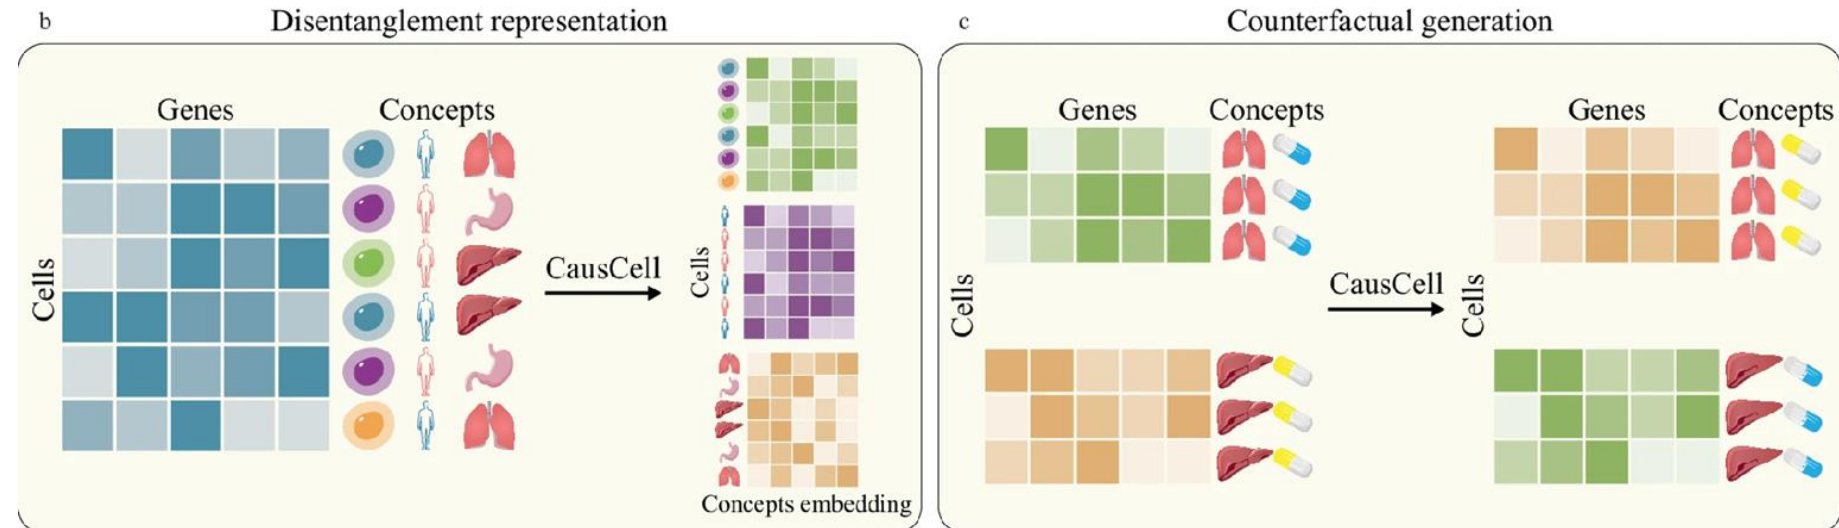 b
Disentanglement representation
Genes
Concepts
Cells
CausCell
Cells
Concepts embedding
c
Counterfactual generation
Genes
Concepts
Cells
CausCell
Genes
Concepts
Cells